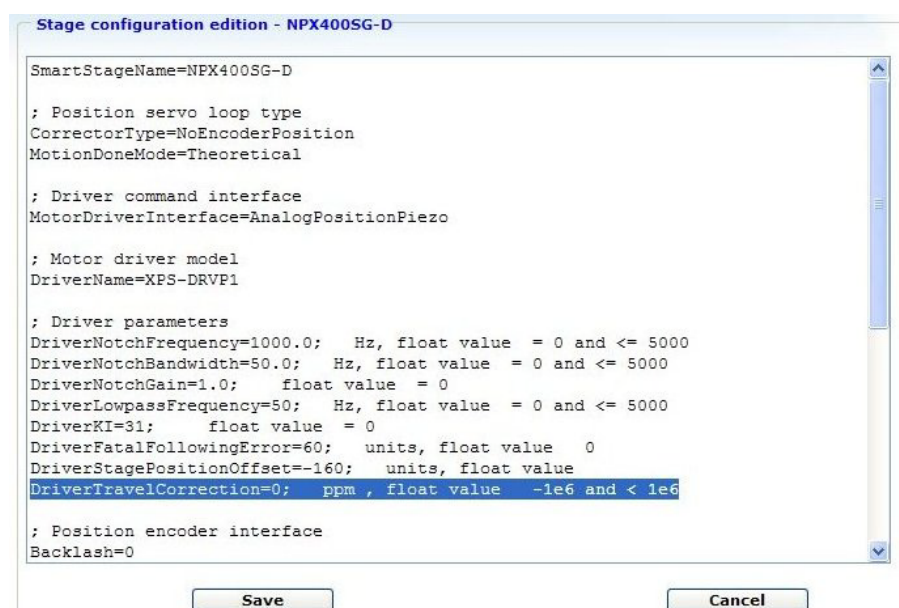 Stage configuration edition - NPX400SG-D
SmartStageName=NPX400SG-D
; Position servo loop type
CorrectorType=NoEncoderPosition
MotionDoneMode=Theoretical
; Driver command interface
MotorDriverInterface=AnalogPositionPiezo
; Motor driver model
DriverName=XPS-DRVP1
; Driver parameters
DriverNotchFrequency=1000.0;   Hz, float value  = 0 and <= 5000
DriverNotchBandwidth=50.0;   Hz, float value  = 0 and <= 5000
DriverNotchGain=1.0;    float value  = 0
DriverLowpassFrequency=50;   Hz, float value  = 0 and <= 5000
DriverKI=31;     float value  = 0
DriverFatalFollowingError=60;   units, float value   0
DriverStagePositionOffset=-160;   units, float value
DriverTravelCorrection=0;   ppm , float value   -1e6 and < 1e6
; Position encoder interface
Backlash=0
Save
Cancel